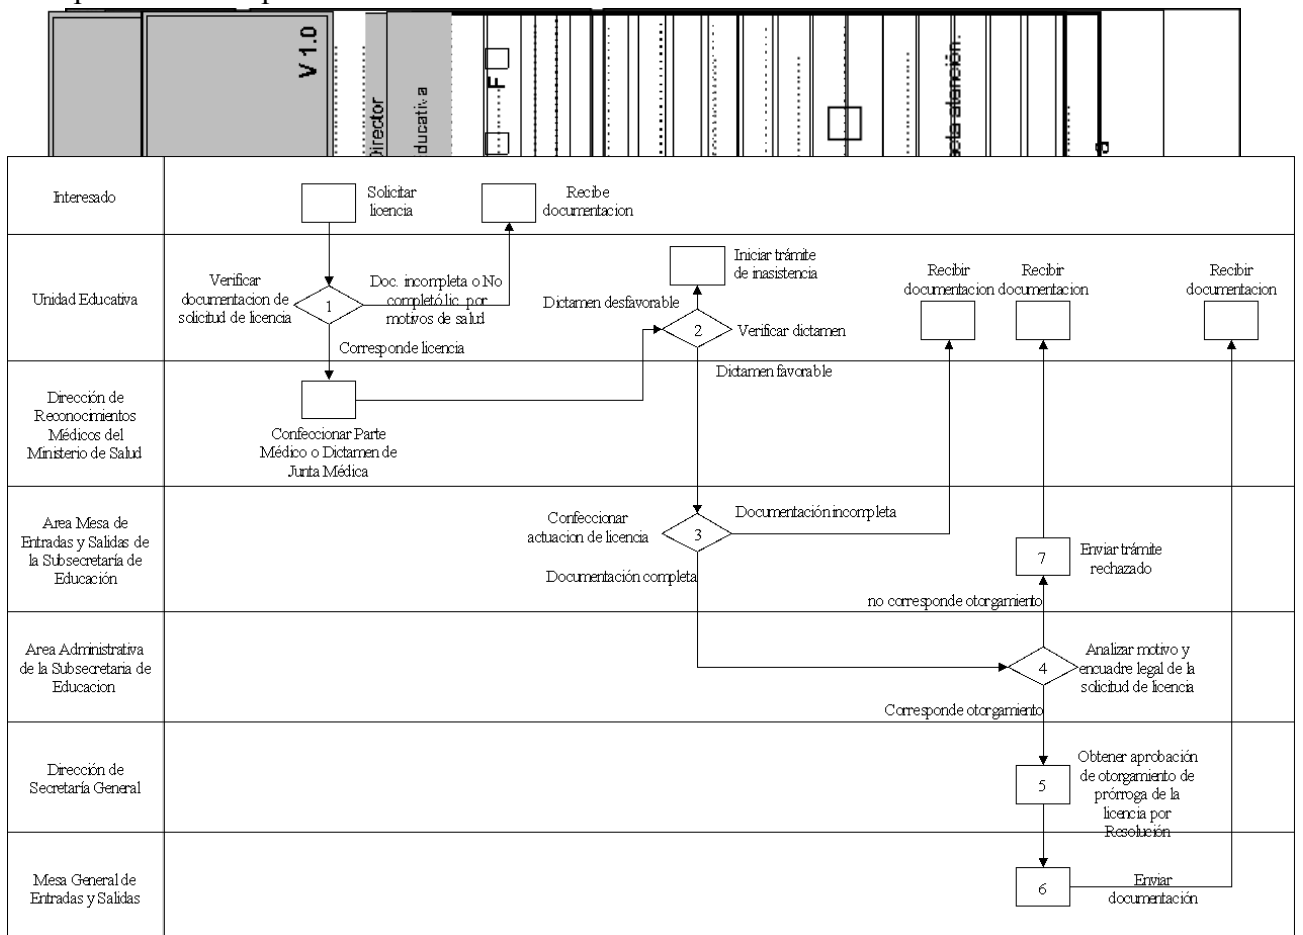 V 1.0
Director
ducativa
F
Interesado
Solicitar
licencia
Recibe
documentacion
Unidad Educativa
Verificar
documentacion de
solicitud de licencia
1
Doc. incompleta o No
completó lic. por
motivos de salud
Corresponde licencia
Iniciar trámite
de inasistencia
Dictamen desfavorable
2
Verificar dictamen
Dictamen favorable
Recibir
documentacion
Recibir
documentacion
Recibir
documentacion
Dirección de
Reconocimientos
Médicos del
Ministerio de Salud
Confeccionar Parte
Médico o Dictamen de
Junta Médica
Area Mesa de
Entradas y Salidas de
la Subsecretaría de
Educación
Confeccionar
actuacion de licencia
3
Documentación incompleta
Documentación completa
7
Enviar trámite
rechazado
no corresponde otorgamiento
Area Administrativa
de la Subsecretaria de
Educacion
4
Analizar motivo y
encuadre legal de la
solicitud de licencia
Corresponde otorgamiento
Dirección de
Secretaría General
5
Obtener aprobación
de otorgamiento de
prórroga de la
licencia por
Resolución
Mesa General de
Entradas y Salidas
6
Enviar
documentación